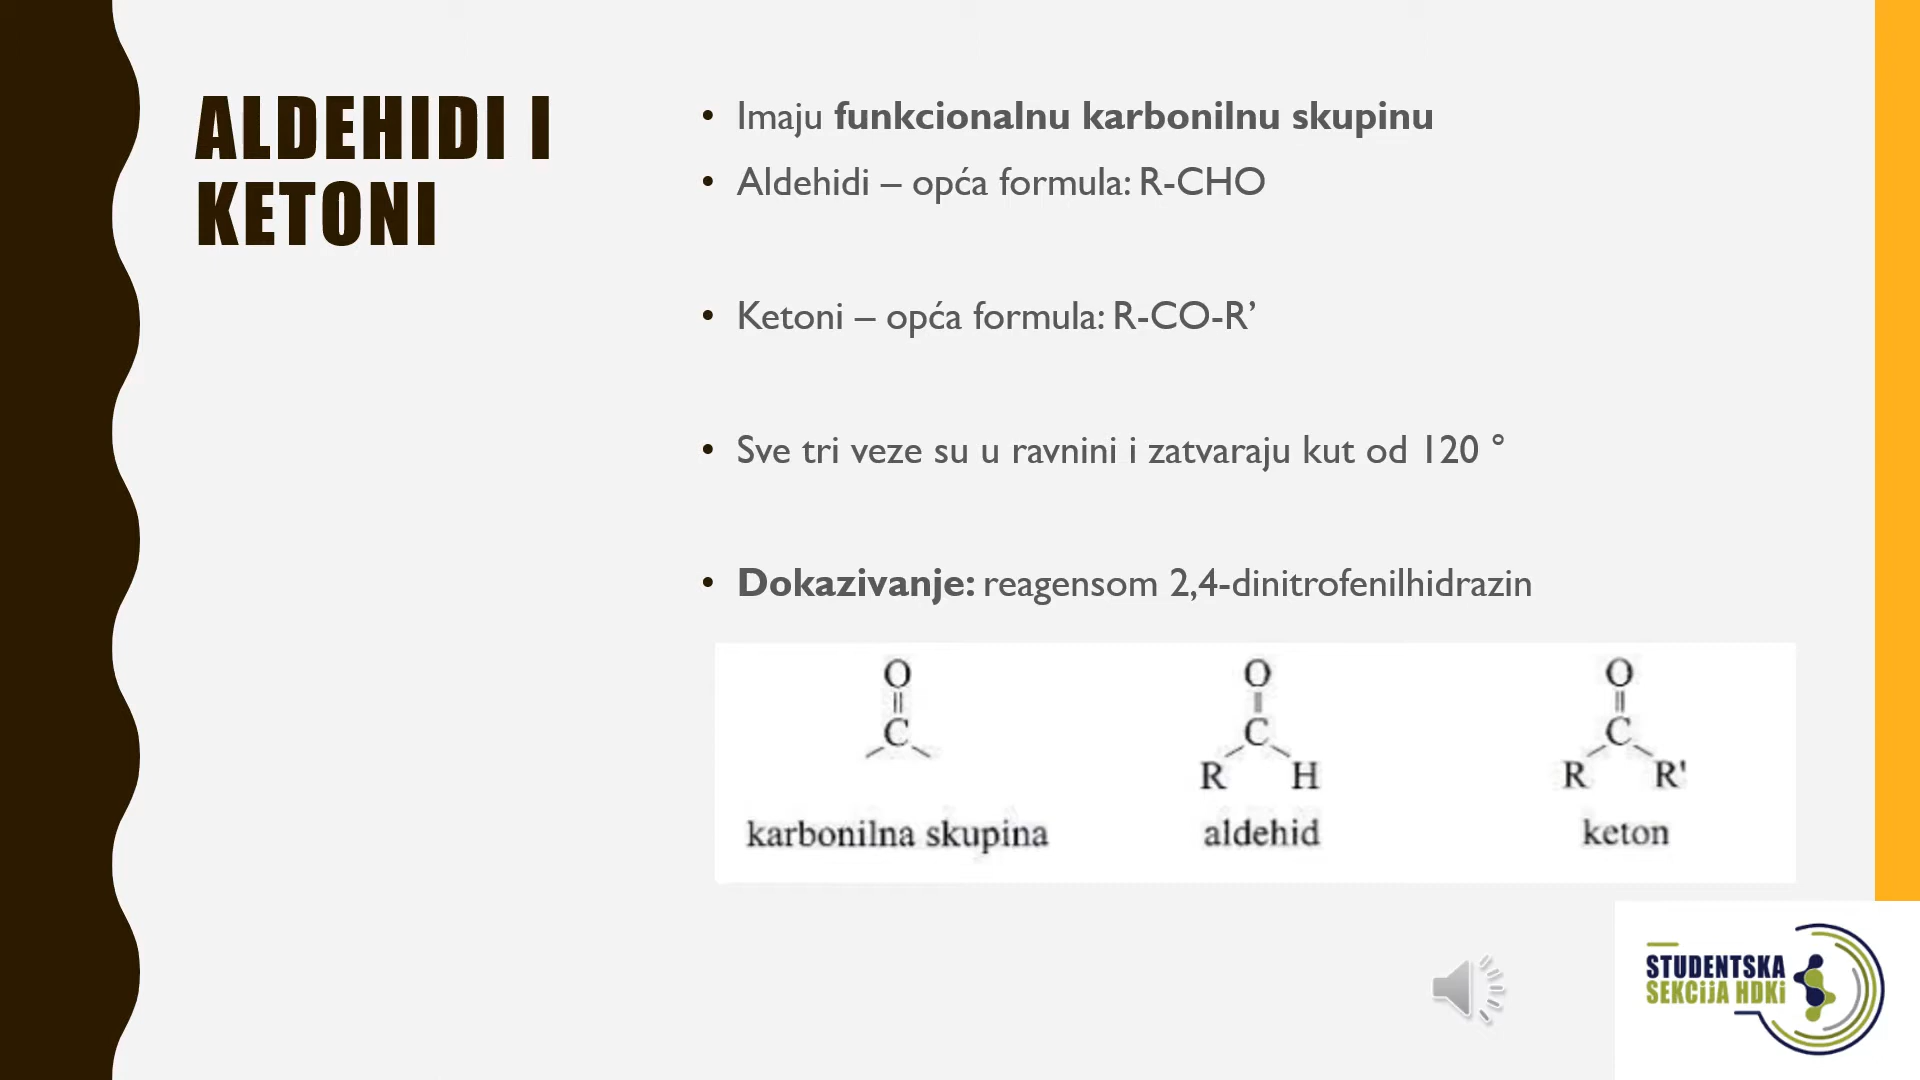 ALDEHIDI I
KETONI
• Imaju funkcionalnu karbonilnu skupinu
• Aldehidi – opća formula: R-CHO
• Ketoni – opća formula: R-CO-R’
• Sve tri veze su u ravnini i zatvaraju kut od 120 °
• Dokazivanje: reagensom 2,4-dinitrofenilhidrazin
O O O
C C C
R H R R'
karbonilna skupina aldehid keton
STUDENTSKA
SEKCiJA HDKi